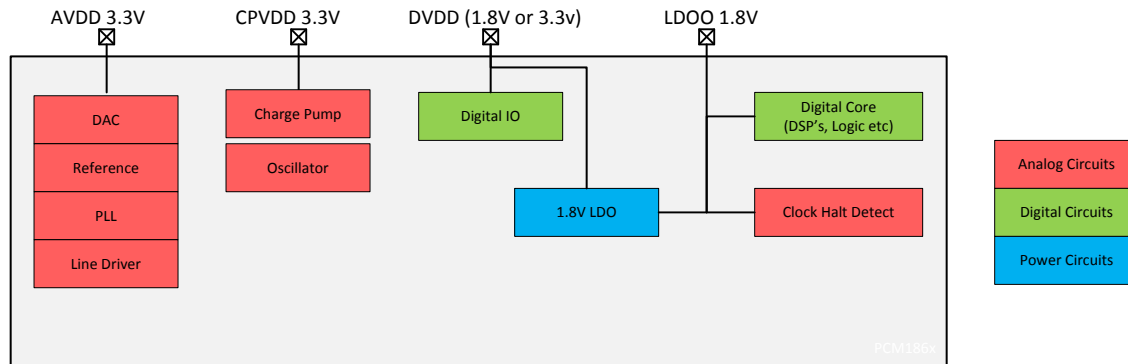 AVDD 3.3V
CPVDD 3.3V
DVDD (1.8V or 3.3v)
LDOO 1.8V
DAC
Reference
PLL
Line Driver
Charge Pump
Oscillator
Digital IO
1.8V LDO
Digital Core
(DSP's, Logic etc)
Clock Halt Detect
Analog Circuits
Digital Circuits
Power Circuits
PCM186x